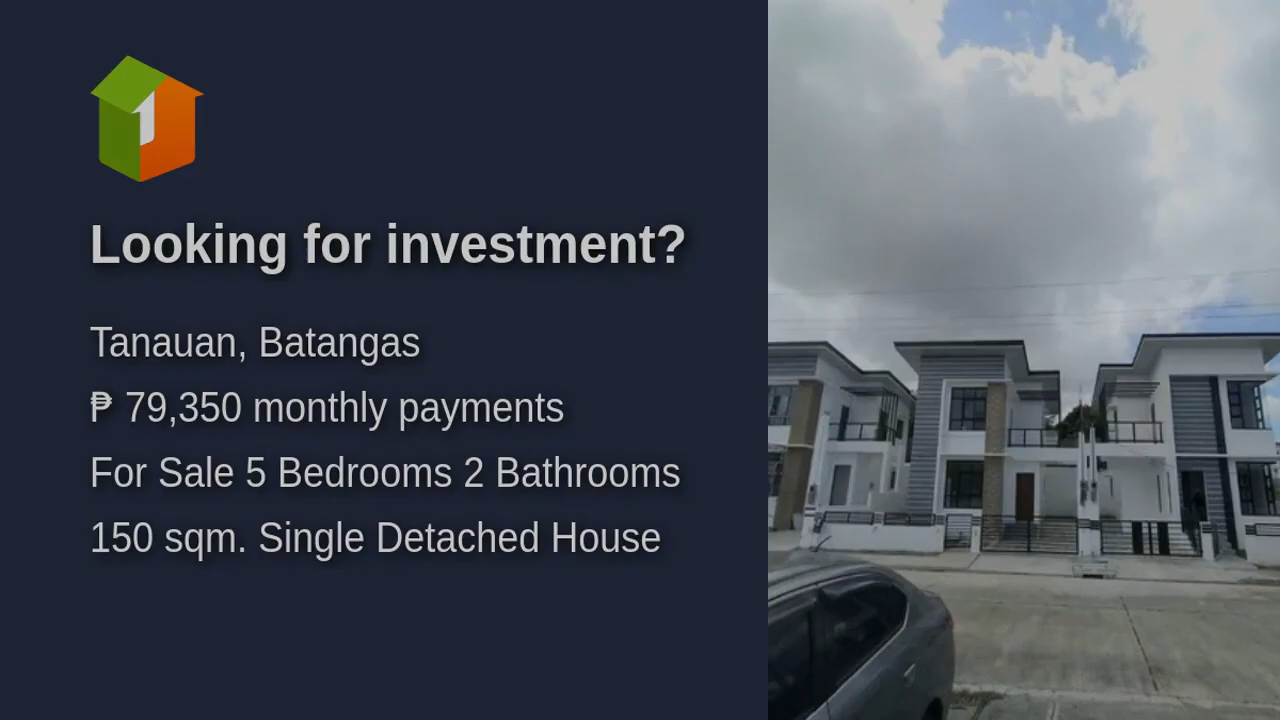 Looking for investment?
Tanauan, Batangas
₱ 79,350 monthly payments
For Sale 5 Bedrooms 2 Bathrooms
150 sqm. Single Detached House